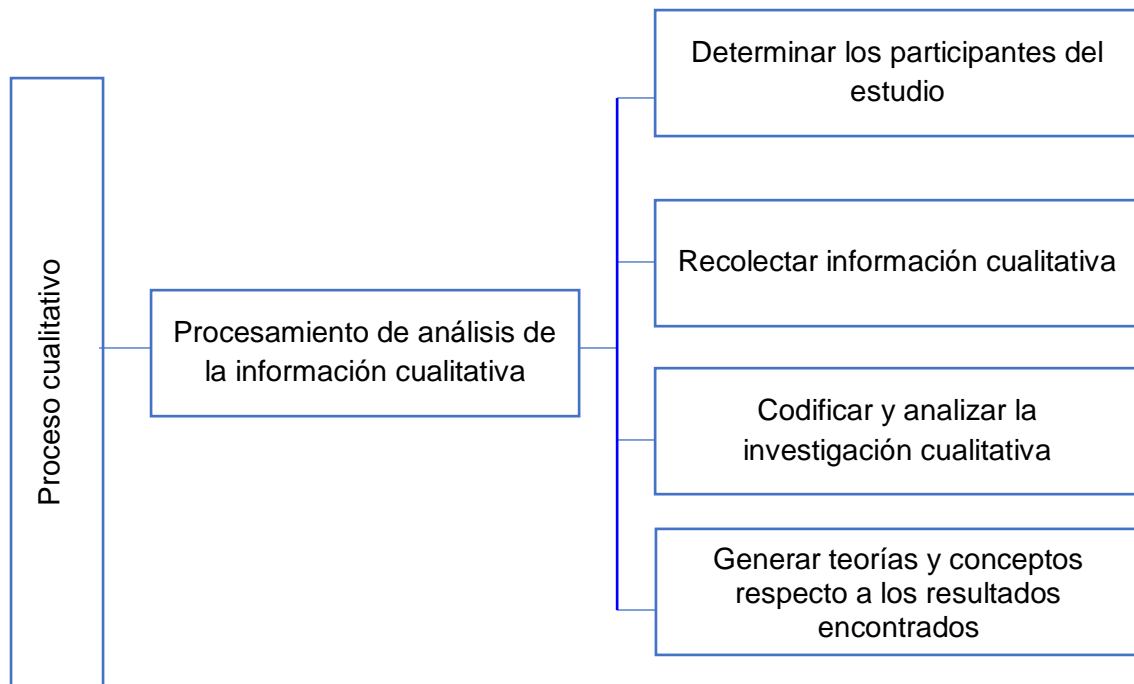 Proceso cualitativo
Procesamiento de análisis de
la información cualitativa
Determinar los participantes del
estudio
Recolectar información cualitativa
Codificar y analizar la
investigación cualitativa
Generar teorías y conceptos
respecto a los resultados
encontrados